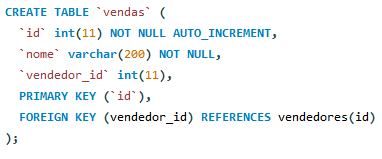 CREATE TABLE `vendas` (
`id` int(11) NOT NULL AUTO_INCREMENT,
`nome` varchar(200) NOT NULL,
`vendedor_id` int(11),
PRIMARY KEY (`id`),
FOREIGN KEY (vendedor_id) REFERENCES vendedores(id)
);